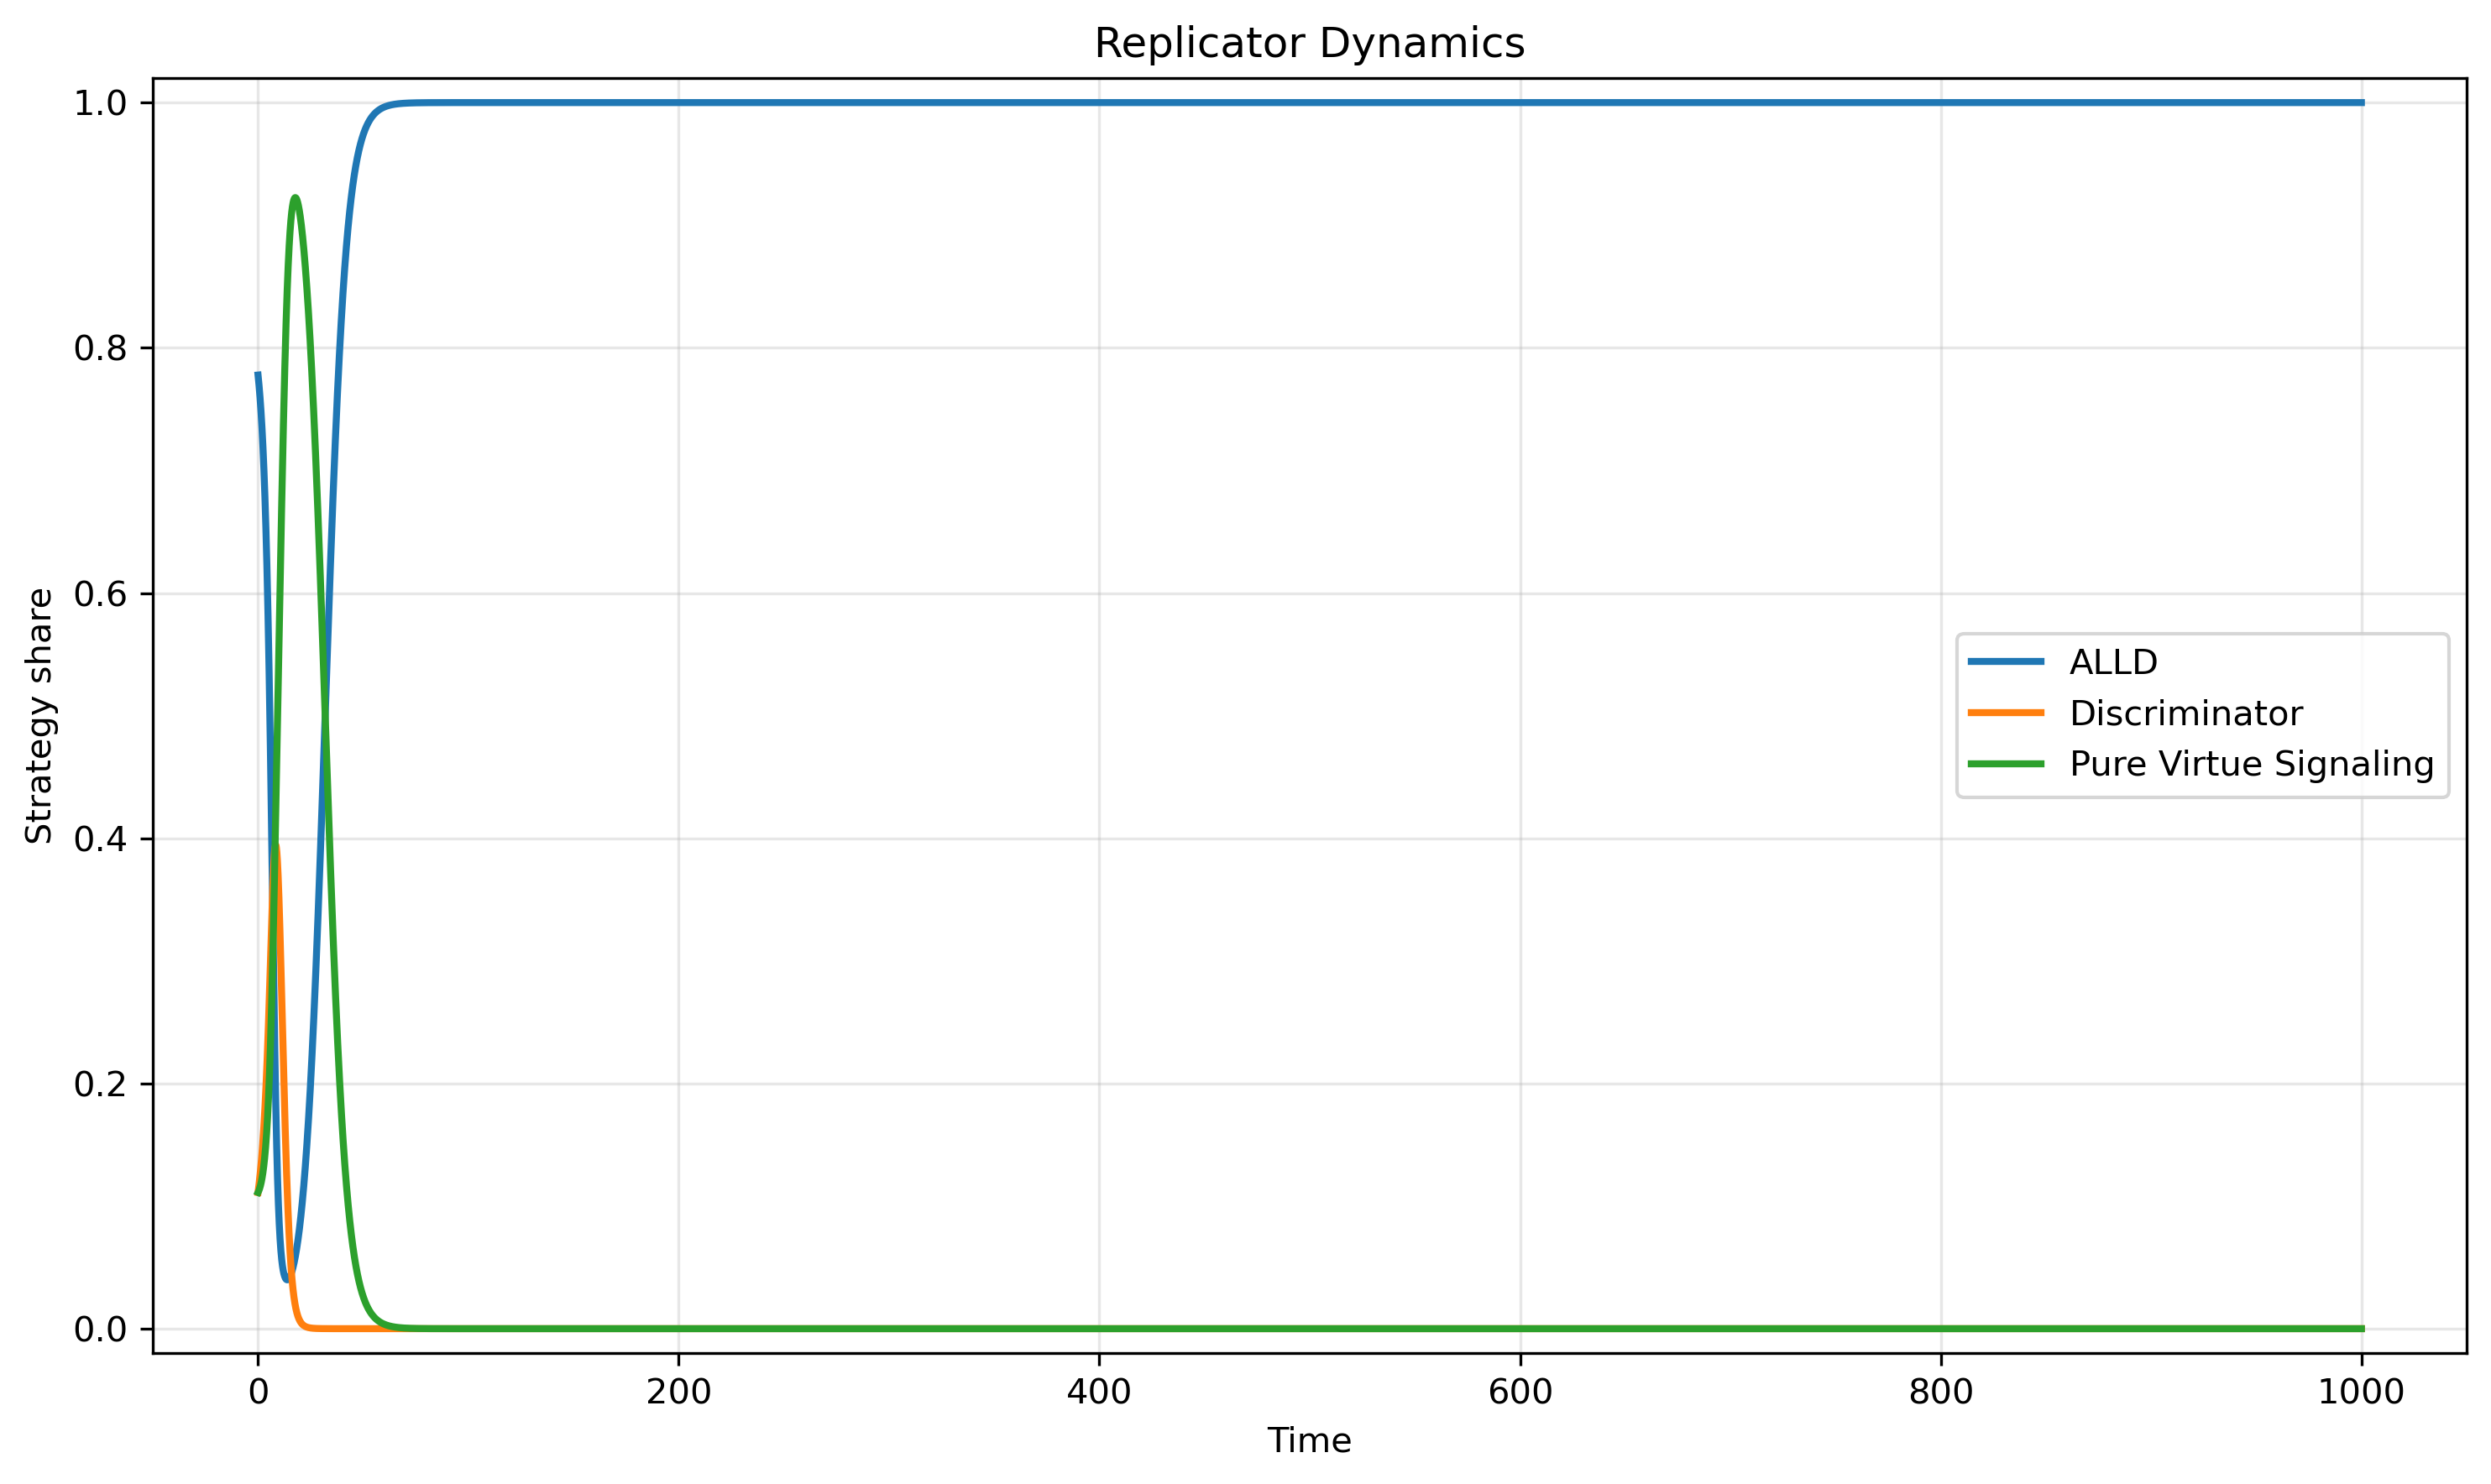 Replicator Dynamics
1.0
0.8
0.6
0.4
0.2
0.0
Strategy share
ALLD
Discriminator
Pure Virtue Signaling
0 200 400 600 800 1000
Time